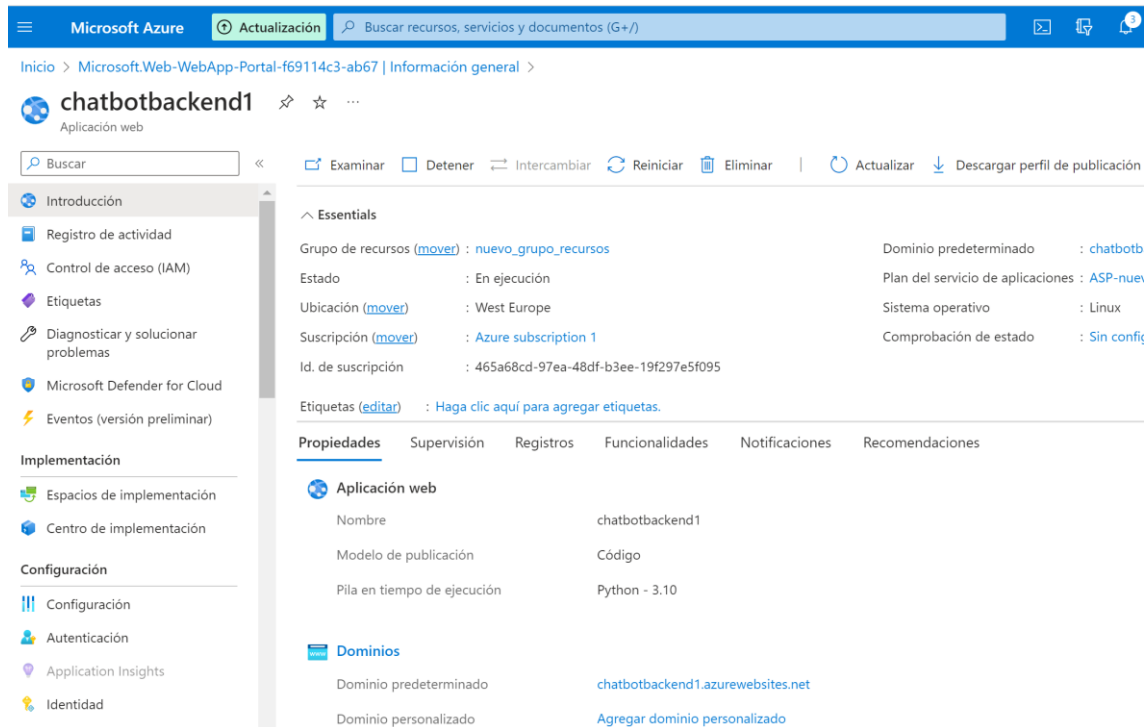 Microsoft Azure
Actualización
Buscar recursos, servicios y documentos (G+/)
3
Inicio > Microsoft.Web-WebApp-Portal-f69114c3-ab67 | Información general >
chatbotbackend1
Aplicación web
Buscar
Examinar
Detener
Intercambiar
Reiniciar
Eliminar
Actualizar
Descargar perfil de publicación
Introducción
Registro de actividad
Control de acceso (IAM)
Etiquetas
Diagnosticar y solucionar
problemas
Microsoft Defender for Cloud
Eventos (versión preliminar)
Implementación
Espacios de implementación
Centro de implementación
Configuración
Configuración
Autenticación
Application Insights
Identidad
Essentials
Grupo de recursos (mover) : nuevo_grupo_recursos
Estado : En ejecución
Ubicación (mover) : West Europe
Suscripción (mover) : Azure subscription 1
Id. de suscripción : 465a68cd-97ea-48df-b3ee-19f297e5f095
Dominio predeterminado : chatbotb
Plan del servicio de aplicaciones : ASP-nuev
Sistema operativo : Linux
Comprobación de estado : Sin config
Etiquetas (editar) : Haga clic aquí para agregar etiquetas.
Propiedades
Supervisión
Registros
Funcionalidades
Notificaciones
Recomendaciones
Aplicación web
Nombre chatbotbackend1
Modelo de publicación Código
Pila en tiempo de ejecución Python - 3.10
Dominios
Dominio predeterminado chatbotbackend1.azurewebsites.net
Dominio personalizado Agregar dominio personalizado